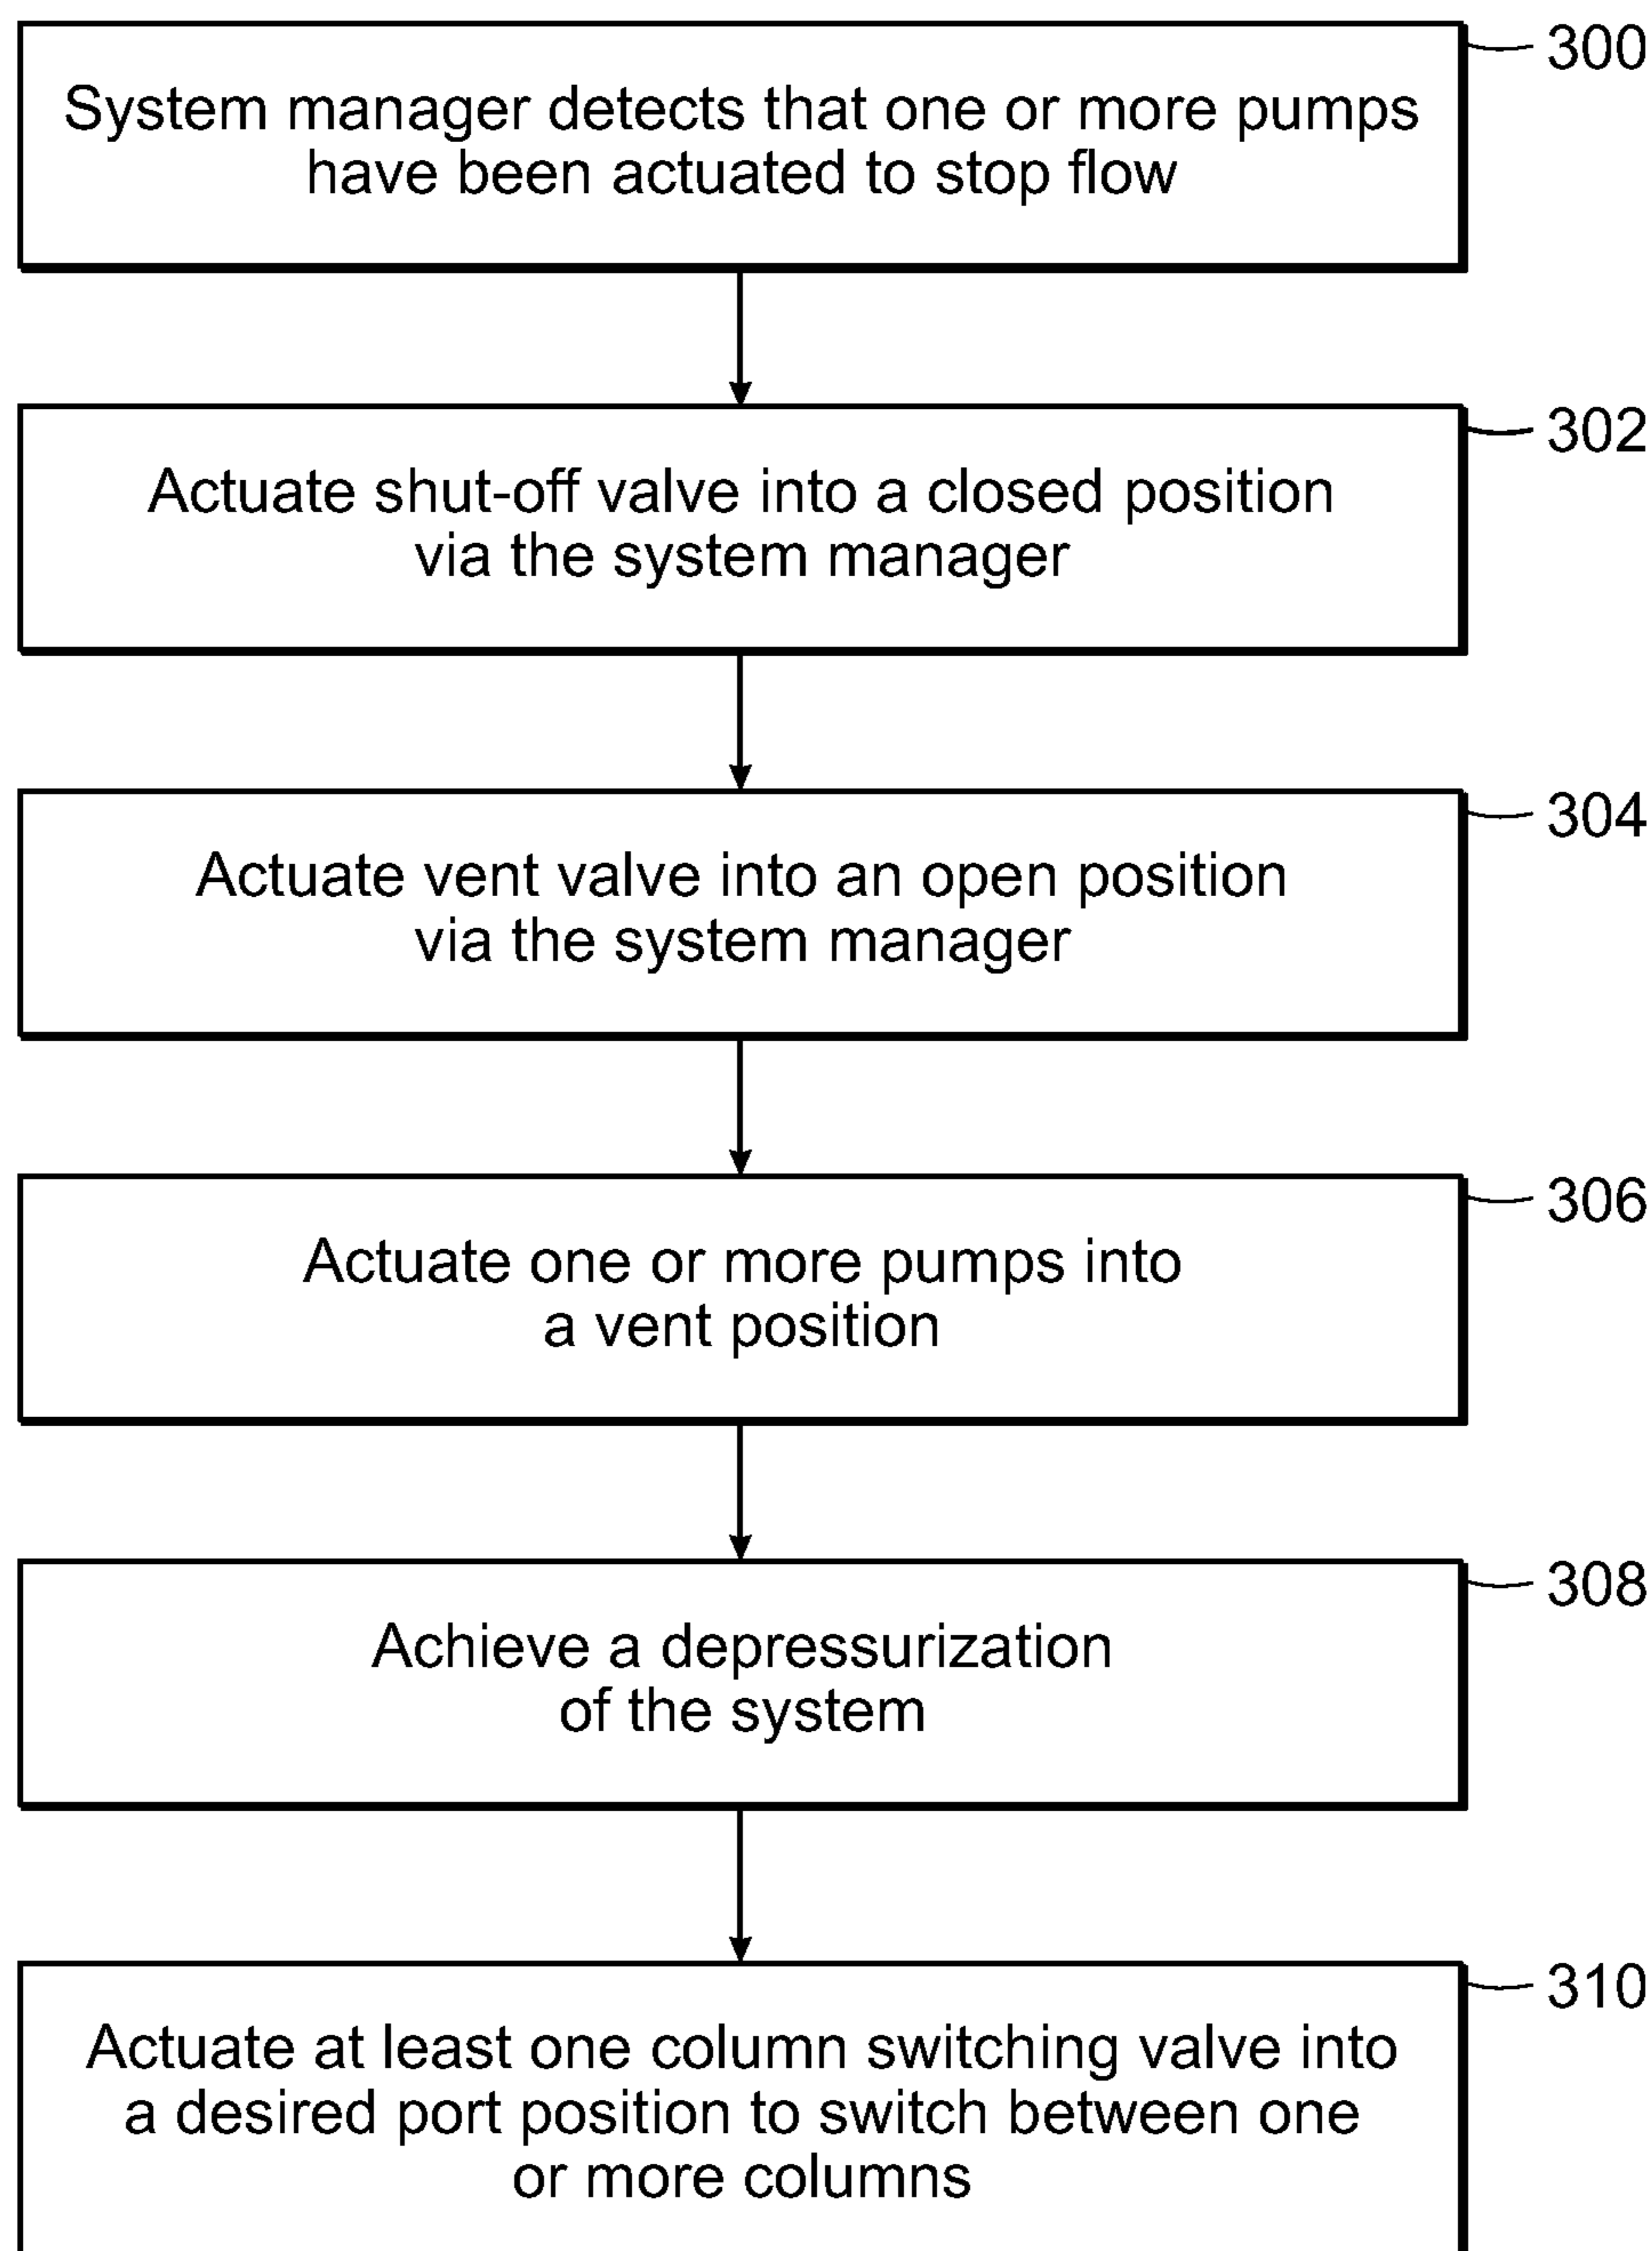 300
System manager detects that one or more pumps
have been actuated to stop flow
302
Actuate shut-off valve into a closed position
via the system manager
304
Actuate vent valve into an open position
via the system manager
306
Actuate one or more pumps into
a vent position
308
Achieve a depressurization
of the system
310
Actuate at least one column switching valve into
a desired port position to switch between one
or more columns